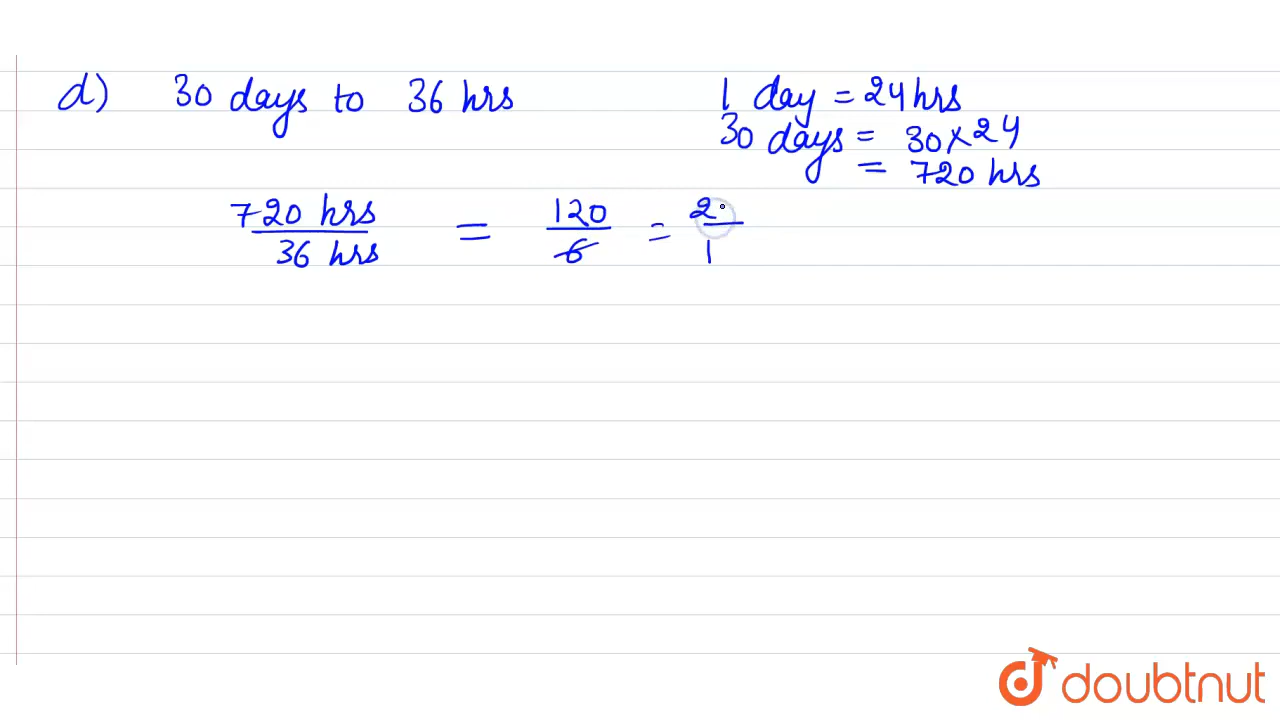 d) 30 days to 36 hrs
1 day = 24 hrs
30 days = 30 × 24
= 720 hrs
720 hrs / 36 hrs = 120 / 6 = 2 / 1
doubtnut